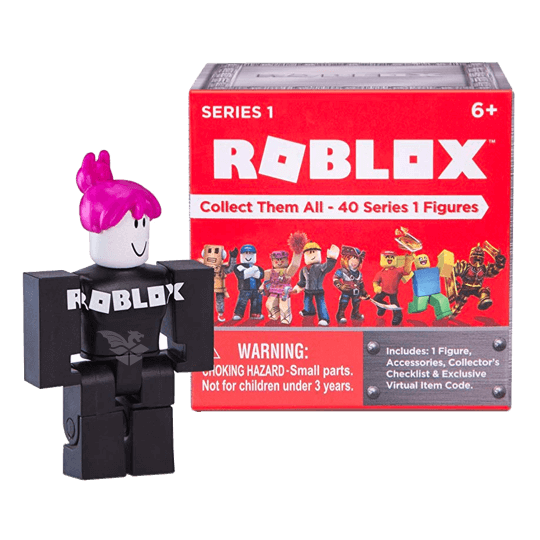 SERIES 1
6+
ROBLOX™
Collect Them All - 40 Series 1 Figures
WARNING:
CHOKING HAZARD-Small parts.
Not for children under 3 years.
Includes: 1 Figure,
Accessories, Collector's
Checklist & Exclusive
Virtual Item Code.
ROBLOX